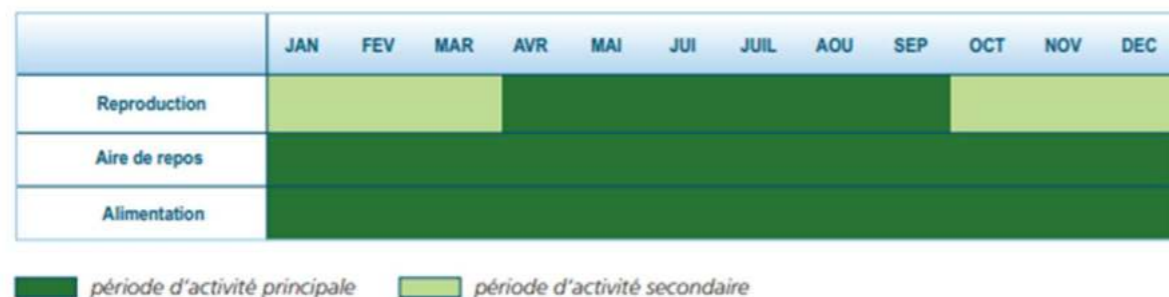 JAN FEV MAR AVR MAI JUI JUIL AOU SEP OCT NOV DEC
Reproduction
Aire de repos
Alimentation
période d'activité principale période d'activité secondaire